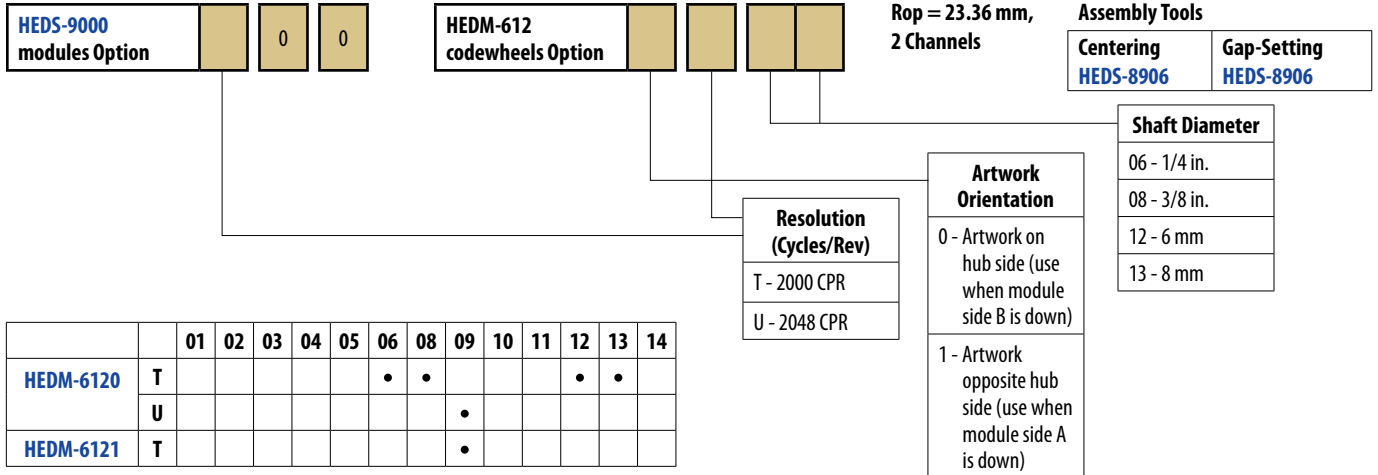 HEDS-9000
modules Option
0
0
HEDM-612
codewheels Option
Rop = 23.36 mm,
2 Channels
Assembly Tools
Centering
HEDS-8906
Gap-Setting
HEDS-8906
Shaft Diameter
06 - 1/4 in.
08 - 3/8 in.
12 - 6 mm
13 - 8 mm
Artwork
Orientation
0 - Artwork on
hub side (use
when module
side B is down)
1 - Artwork
opposite hub
side (use when
module side A
is down)
Resolution
(Cycles/Rev)
T - 2000 CPR
U - 2048 CPR
01 02 03 04 05 06 08 09 10 11 12 13 14
HEDM-6120 T • • • •
U •
HEDM-6121 T •